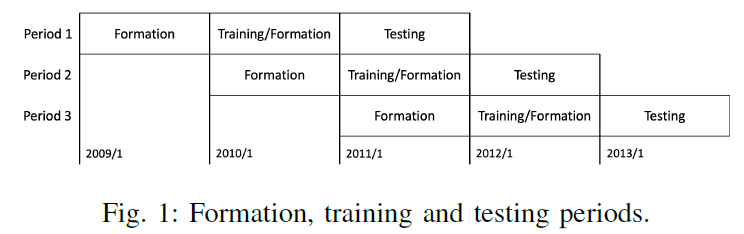 Period 1 Formation Training/Formation Testing
Period 2 Formation Training/Formation Testing
Period 3 Formation Training/Formation Testing
2009/1 2010/1 2011/1 2012/1 2013/1
Fig. 1: Formation, training and testing periods.